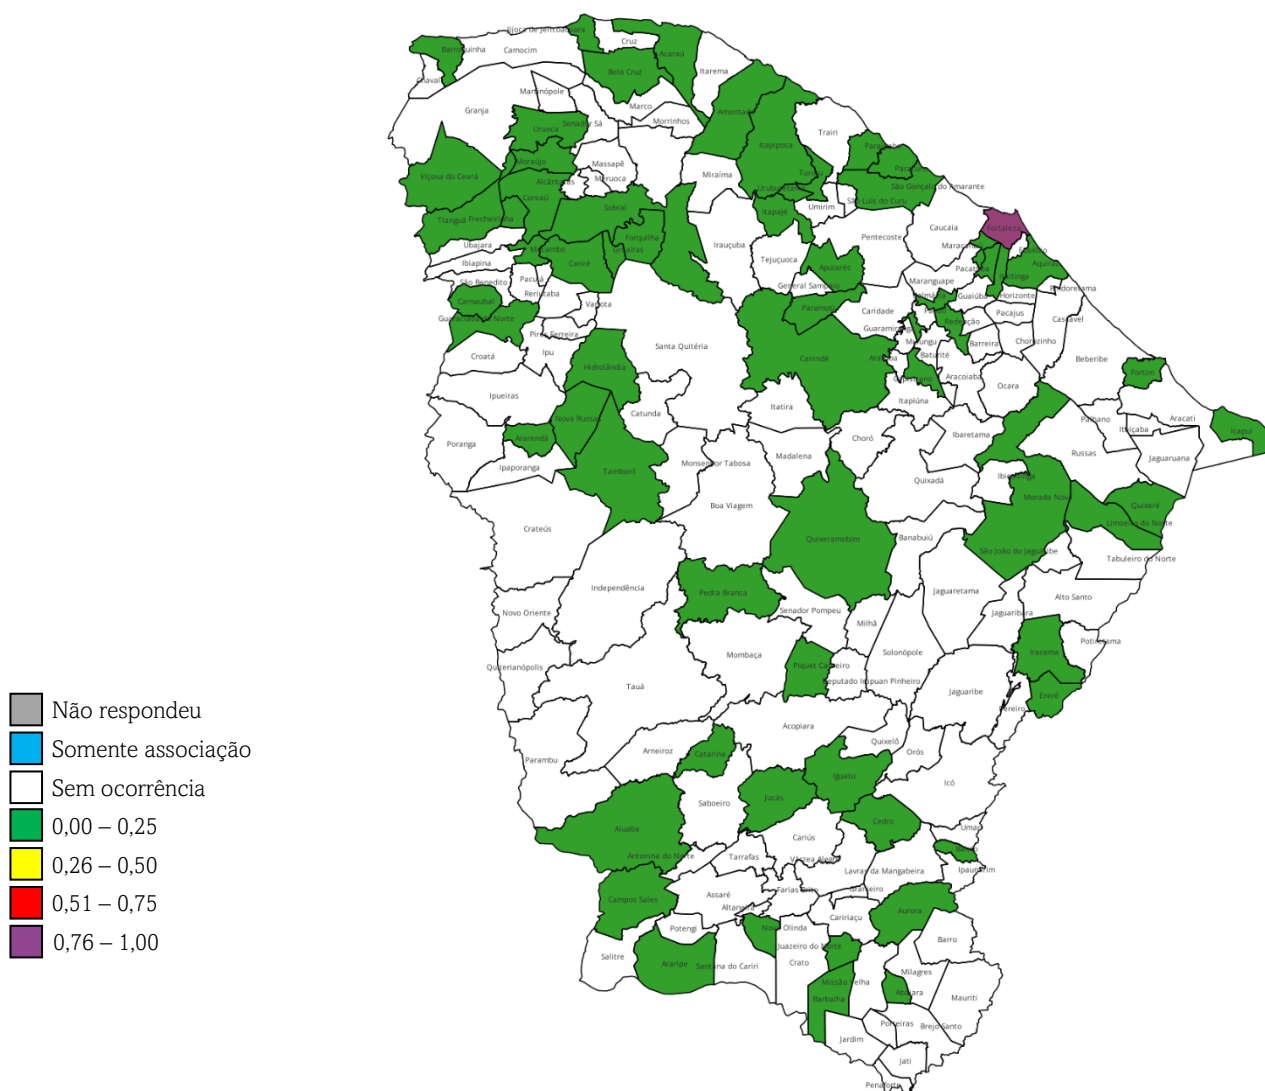 Não respondeu
Somente associação
Sem ocorrência
0,00 – 0,25
0,26 – 0,50
0,51 – 0,75
0,76 – 1,00
Cruz
Barroquinha
Camocim
Acaraú
Bela Cruz
Itarema
Chaval
Martinópole
Granja
Marco
Amontada
Morrinhos
Uruoca
Senador Sá
Trairi
Itapipoca
Paraipaba
Moraújo
Massapê
Paracuru
Viçosa do Ceará
Alcântaras
Meruoca
Miraíma
Tururu
Uruburetama
São Gonçalo do Amarante
Coreaú
São Luís do Curu
Sobral
Itapajé
Umirim
Tianguá
Frecheirinha
Caucaia
Fortaleza
Forquilha
Pentecoste
Ubajara
Mucambo
Irauçuba
Maracanaú
Eusébio
Ibiapina
Cariré
Tejuçuoca
Apuiarés
Pacatuba
Itaitinga
Aquiraz
São Benedito
Pacujá
Maranguape
General Sampaio
Reriutaba
Palmácia
Guaiúba
Horizonte
Pindoretama
Carnaubal
Varjota
Paramoti
Caridade
Pacajus
Guaraciaba do Norte
Redenção
Cascavel
Guaramiranga
Pires Ferreira
Santa Quitéria
Mulungu
Barreira
Chorozinho
Croatá
Ipu
Canindé
Aratuba
Baturité
Beberibe
Hidrolândia
Capistrano
Aracoiaba
Ocara
Fortim
Ipueiras
Itapiúna
Catunda
Itatira
Nova Russas
Palhano
Aracati
Itaiçaba
Icapuí
Ararendá
Poranga
Choró
Ibaretama
Russas
Jaguaruana
Ipaporanga
Tamboril
Monsenhor Tabosa
Madalena
Quixadá
Ibicuitinga
Morada Nova
Boa Viagem
Quixeré
Crateús
Limoeiro do Norte
Quixeramobim
Banabuiú
São João do Jaguaribe
Tabuleiro do Norte
Independência
Pedra Branca
Jaguaretama
Alto Santo
Novo Oriente
Senador Pompeu
Jaguaribara
Milhã
Potiretama
Solonópole
Iracema
Mombaça
Quiterianópolis
Piquet Carneiro
Deputado Irapuan Pinheiro
Tauá
Jaguaribe
Ererê
Pereiro
Acopiara
Quixelô
Orós
Arneiroz
Catarina
Parambu
Iguatu
Icó
Saboeiro
Jucás
Aiuaba
Cariús
Umari
Baixio
Antonina do Norte
Tarrafas
Várzea Alegre
Ipaumirim
Lavras da Mangabeira
Granjeiro
Campos Sales
Assaré
Farias Brito
Altaneira
Aurora
Caririaçu
Potengi
Nova Olinda
Juazeiro do Norte
Barro
Salitre
Araripe
Santana do Cariri
Crato
Milagres
Missão Velha
Abaiara
Barbalha
Mauriti
Porteiras
Brejo Santo
Jardim
Jati
Penaforte